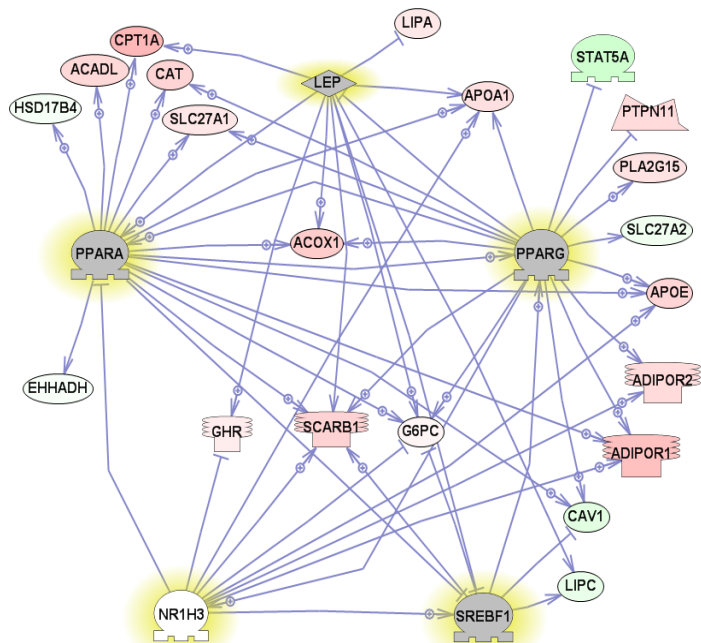 LIPA
CPT1A
STAT5A
ACADL
CAT
LEP
APOA1
HSD17B4
SLC27A1
PTPN11
PLA2G15
SLC27A2
PPARA
ACOX1
PPARG
APOE
EHHADH
ADIPOR2
GHR
SCARB1
G6PC
ADIPOR1
CAV1
LIPC
NR1H3
SREBF1